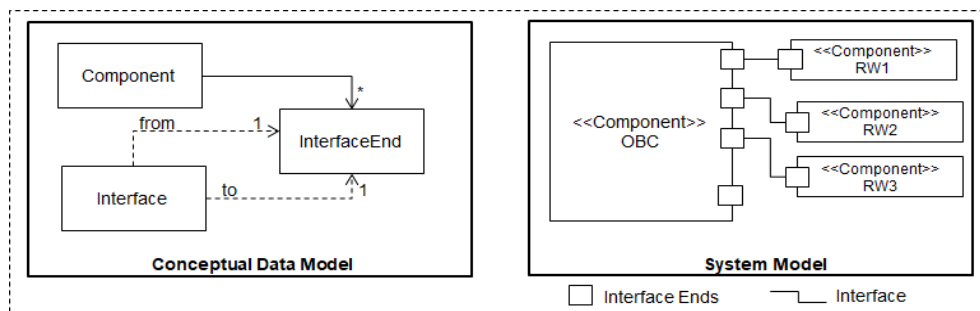 Component
*
from
1
InterfaceEnd
Interface
to
1
Conceptual Data Model
<<Component>>
OBC
<<Component>>
RW1
<<Component>>
RW2
<<Component>>
RW3
System Model
Interface Ends
Interface